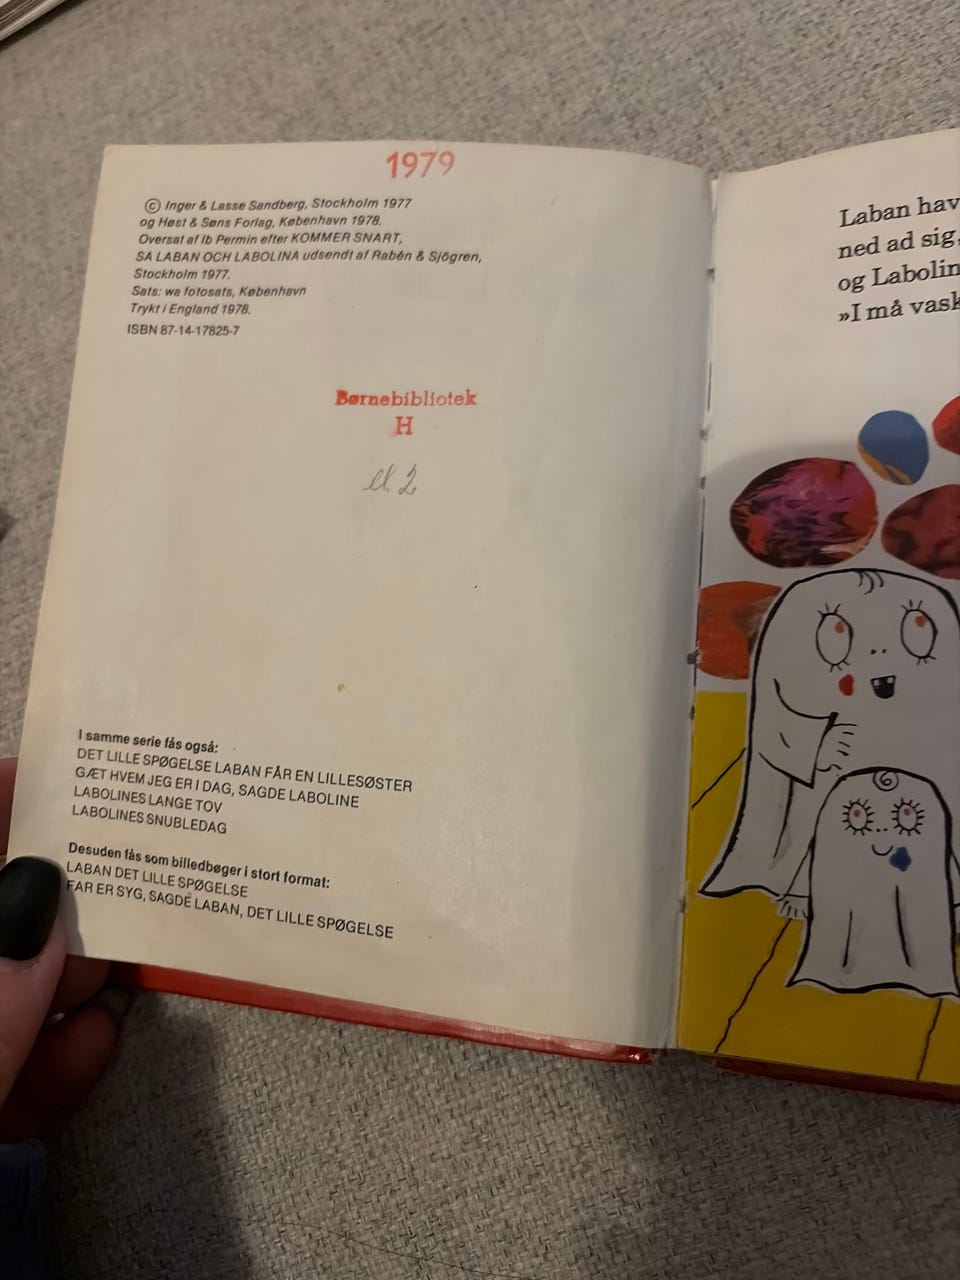 1979
© Inger & Lasse Sandberg, Stockholm 1977
og Høst & Søns Forlag, København 1978.
Oversat af Ib Permin efter KOMMER SNART,
SA LABAN OCH LABOLINA udsendt af Rabén & Sjögren,
Stockholm 1977.
Sats: wa fotosats, København
Trykt i England 1978.
ISBN 87-14-17825-7
Børnebibliotek
H
I samme serie fås også:
DET LILLE SPØGELSE LABAN FÅR EN LILLESØSTER
GÆT HVEM JEG ER I DAG, SAGDE LABOLINE
LABOLINES LANGE TOV
LABOLINES SNUBLEDAG
Desuden fås som billedbøger i stort format:
LABAN DET LILLE SPØGELSE
FAR ER SYG, SAGDE LABAN, DET LILLE SPØGELSE
Laban hav
ned ad sig,
og Labolin
»I må vask